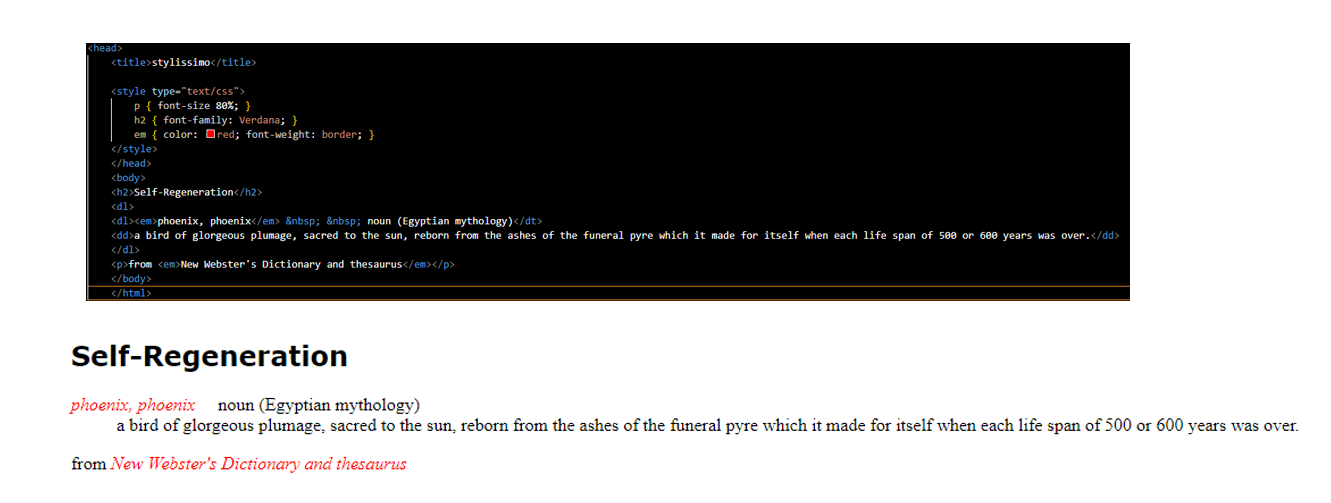 <head>
<title>stylissimo</title>
<style type="text/css">
p { font-size 80%; }
h2 { font-family: Verdana; }
em { color: red; font-weight: border; }
</style>
</head>
<body>
<h2>Self-Regeneration</h2>
<dl>
<dl><em>phoenix, phoenix</em> &nbsp; &nbsp; noun (Egyptian mythology)</dt>
<dd>a bird of glorgeous plumage, sacred to the sun, reborn from the ashes of the funeral pyre which it made for itself when each life span of 500 or 600 years was over.</dd>
</dl>
<p>from <em>New Webster's Dictionary and thesaurus</em></p>
</body>
</html>
Self-Regeneration
phoenix, phoenix noun (Egyptian mythology)
a bird of glorgeous plumage, sacred to the sun, reborn from the ashes of the funeral pyre which it made for itself when each life span of 500 or 600 years was over.
from New Webster's Dictionary and thesaurus